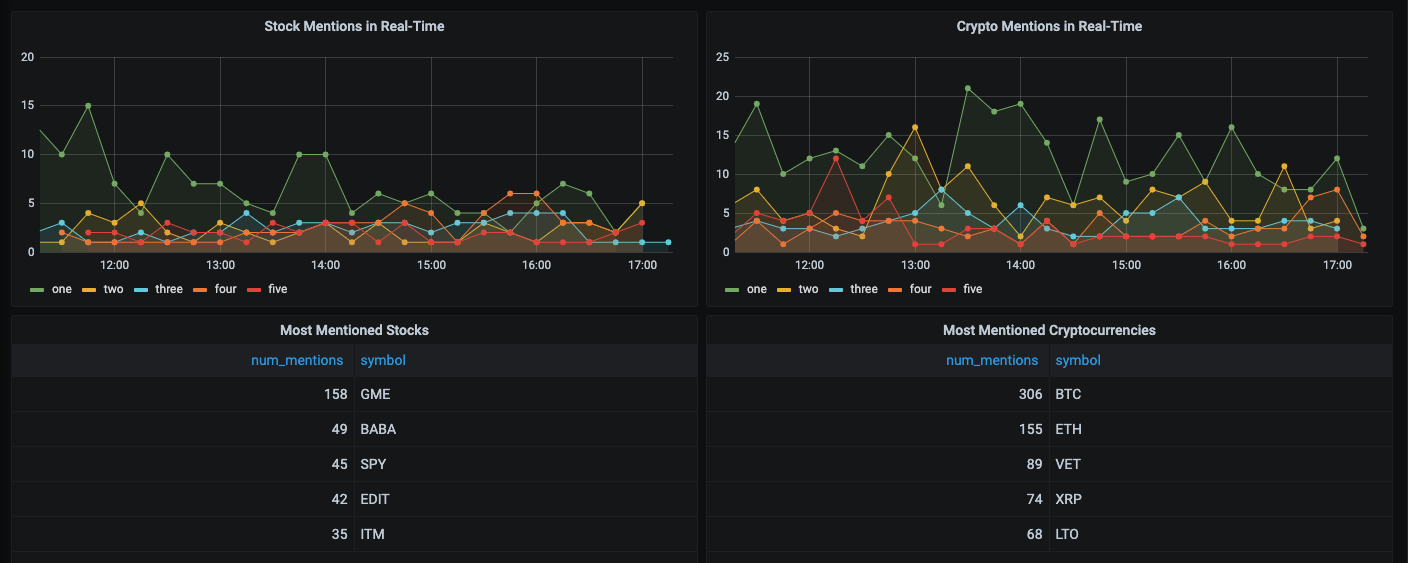 Stock Mentions in Real-Time
20
15
10
5
0
12:00 13:00 14:00 15:00 16:00 17:00
one two three four five
Crypto Mentions in Real-Time
25
20
15
10
5
0
12:00 13:00 14:00 15:00 16:00 17:00
one two three four five
Most Mentioned Stocks
num_mentions symbol
158 GME
49 BABA
45 SPY
42 EDIT
35 ITM
Most Mentioned Cryptocurrencies
num_mentions symbol
306 BTC
155 ETH
89 VET
74 XRP
68 LTO